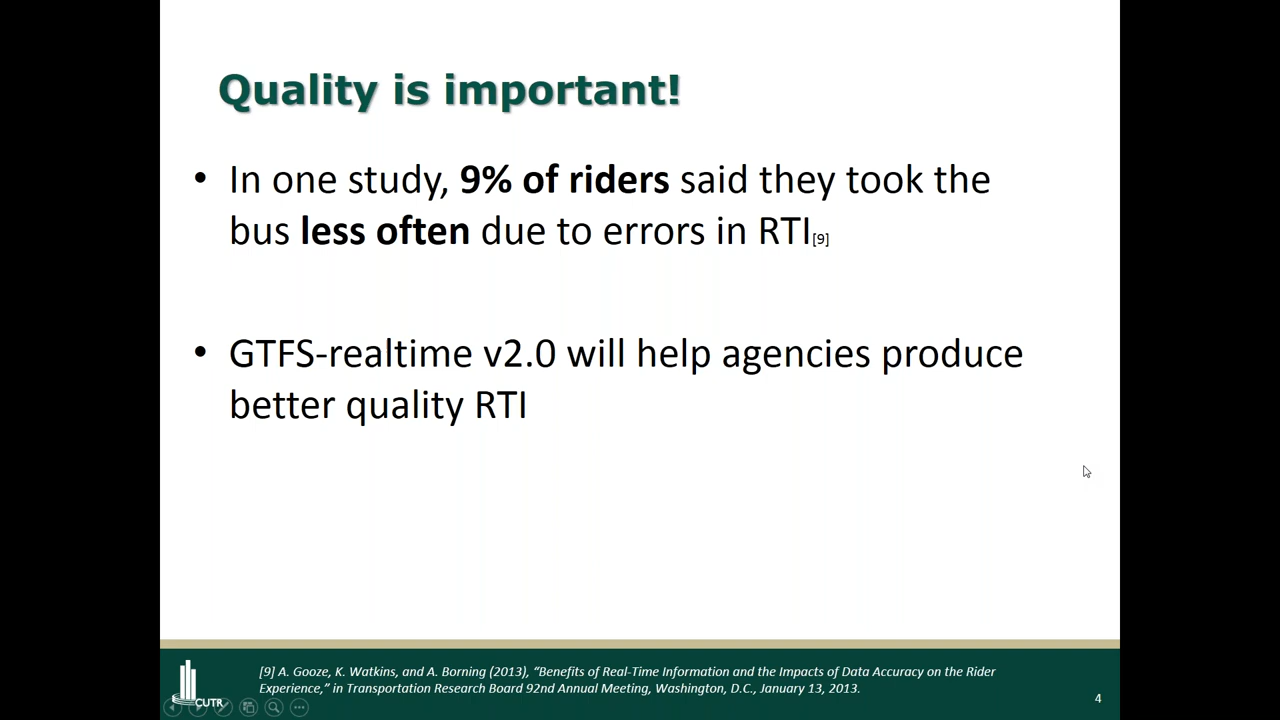 Quality is important!
• In one study, 9% of riders said they took the
bus less often due to errors in RTI[9]
• GTFS-realtime v2.0 will help agencies produce
better quality RTI
[9] A. Gooze, K. Watkins, and A. Borning (2013), “Benefits of Real-Time Information and the Impacts of Data Accuracy on the Rider
Experience,” in Transportation Research Board 92nd Annual Meeting, Washington, D.C., January 13, 2013.
CUTR
4